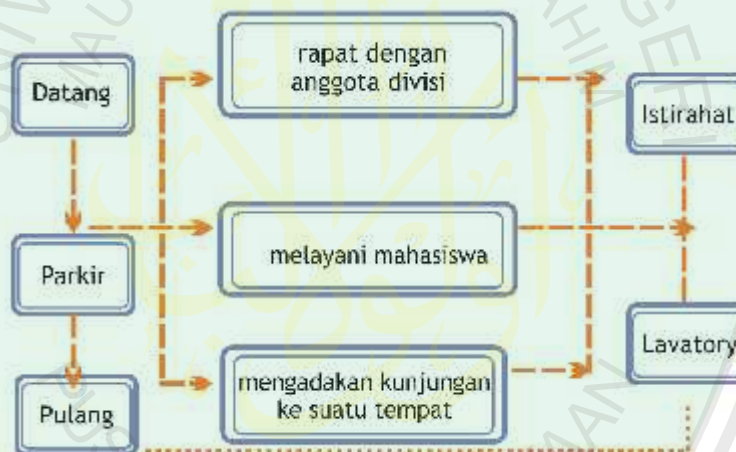 Datang
rapat dengan
anggota divisi
Istirahat
Parkir
melayani mahasiswa
Lavatory
Pulang
mengadakan kunjungan
ke suatu tempat